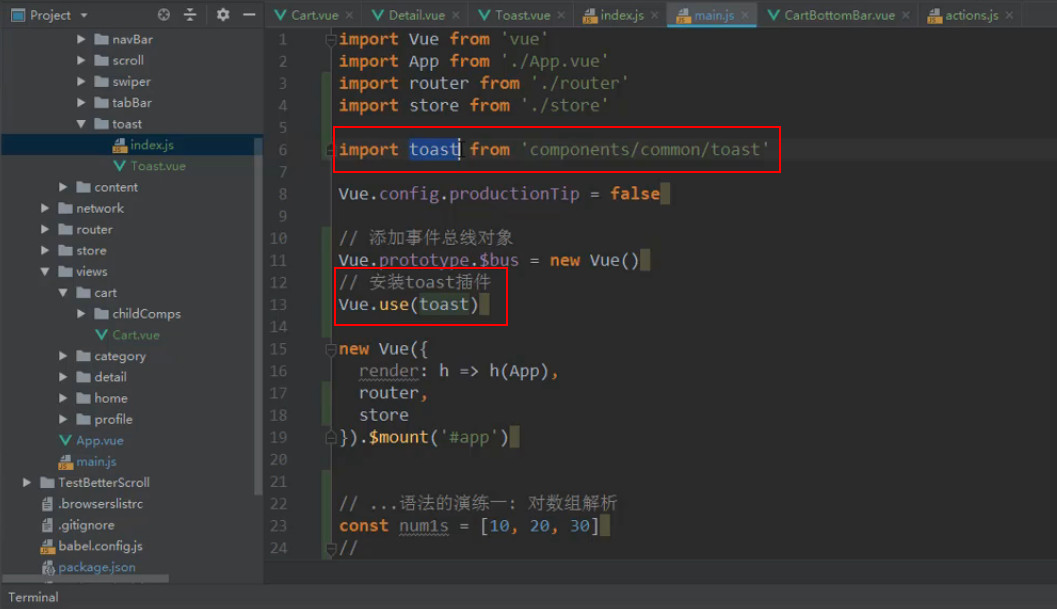 Project
Cart.vue
Detail.vue
Toast.vue
index.js
main.js
CartBottomBar.vue
actions.js
navBar
scroll
swiper
tabBar
toast
index.js
Toast.vue
content
network
router
store
views
cart
childComps
Cart.vue
category
detail
home
profile
App.vue
main.js
TestBetterScroll
.browserslistrc
.gitignore
babel.config.js
package.json
1 import Vue from 'vue'
2 import App from './App.vue'
3 import router from './router'
4 import store from './store'
5
6 import toast from 'components/common/toast'
7
8 Vue.config.productionTip = false
9
10 // 添加事件总线对象
11 Vue.prototype.$bus = new Vue()
12 // 安装toast插件
13 Vue.use(toast)
14
15 new Vue({
16 render: h => h(App),
17 router,
18 store
19 }).$mount('#app')
20
21
22 // ...语法的演练一: 对数组解析
23 const num1s = [10, 20, 30]
24 //
Terminal